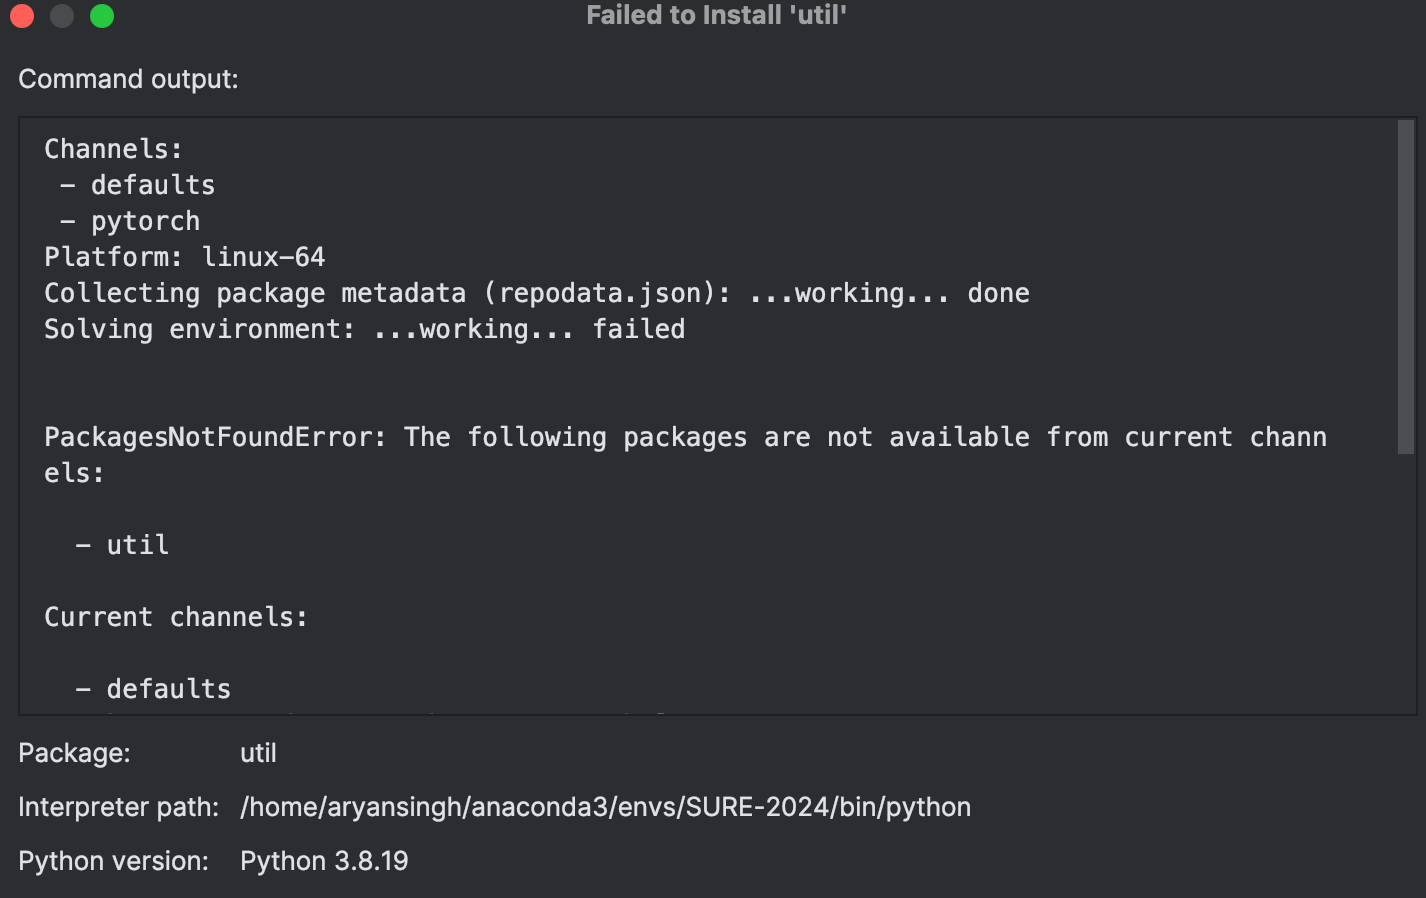 Failed to Install 'util'
Command output:
Channels:
 – defaults
 – pytorch
Platform: linux-64
Collecting package metadata (repodata.json): ...working... done
Solving environment: ...working... failed
PackagesNotFoundError: The following packages are not available from current chann
els:
  – util
Current channels:
  – defaults
Package: util
Interpreter path: /home/aryansingh/anaconda3/envs/SURE-2024/bin/python
Python version: Python 3.8.19